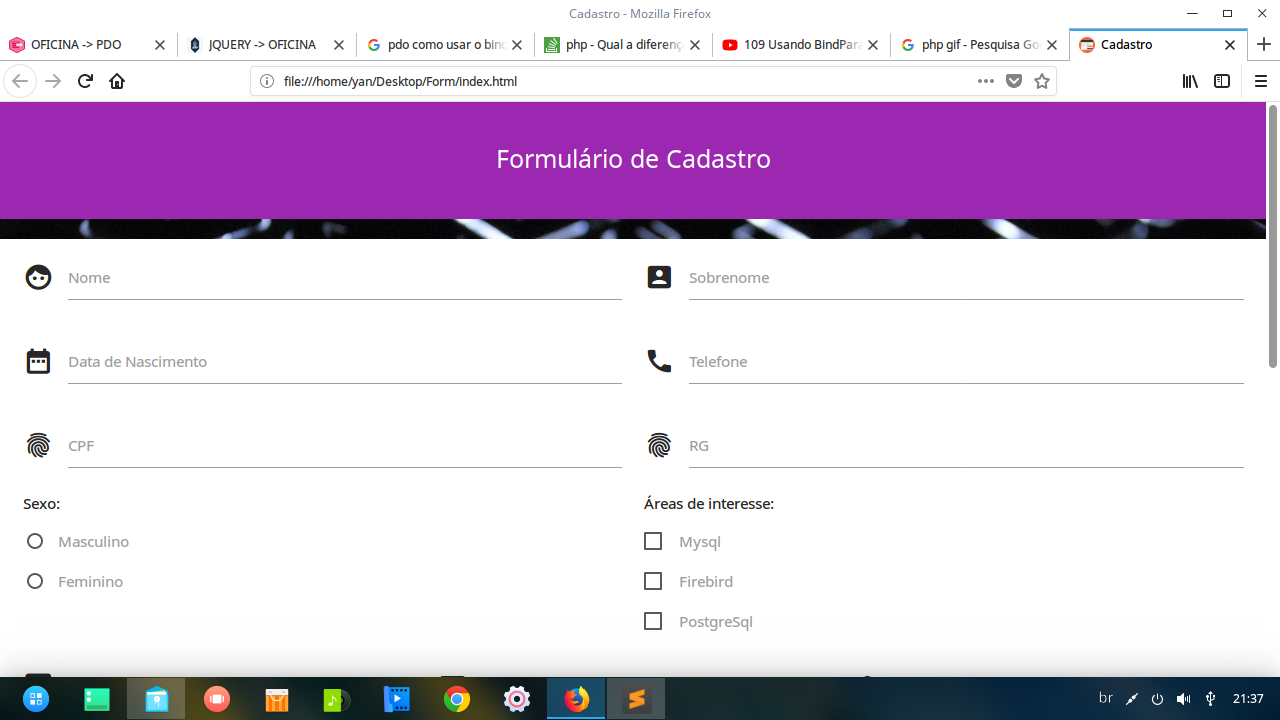 Cadastro - Mozilla Firefox
OFICINA -> PDO
JQUERY -> OFICINA
pdo como usar o bin
php - Qual a diferenç
109 Usando BindPar
php gif - Pesquisa Go
Cadastro
file:///home/yan/Desktop/Form/index.html
Formulário de Cadastro
Nome
Sobrenome
Data de Nascimento
Telefone
CPF
RG
Sexo:
Áreas de interesse:
Masculino
Mysql
Feminino
Firebird
PostgreSql
br
21:37